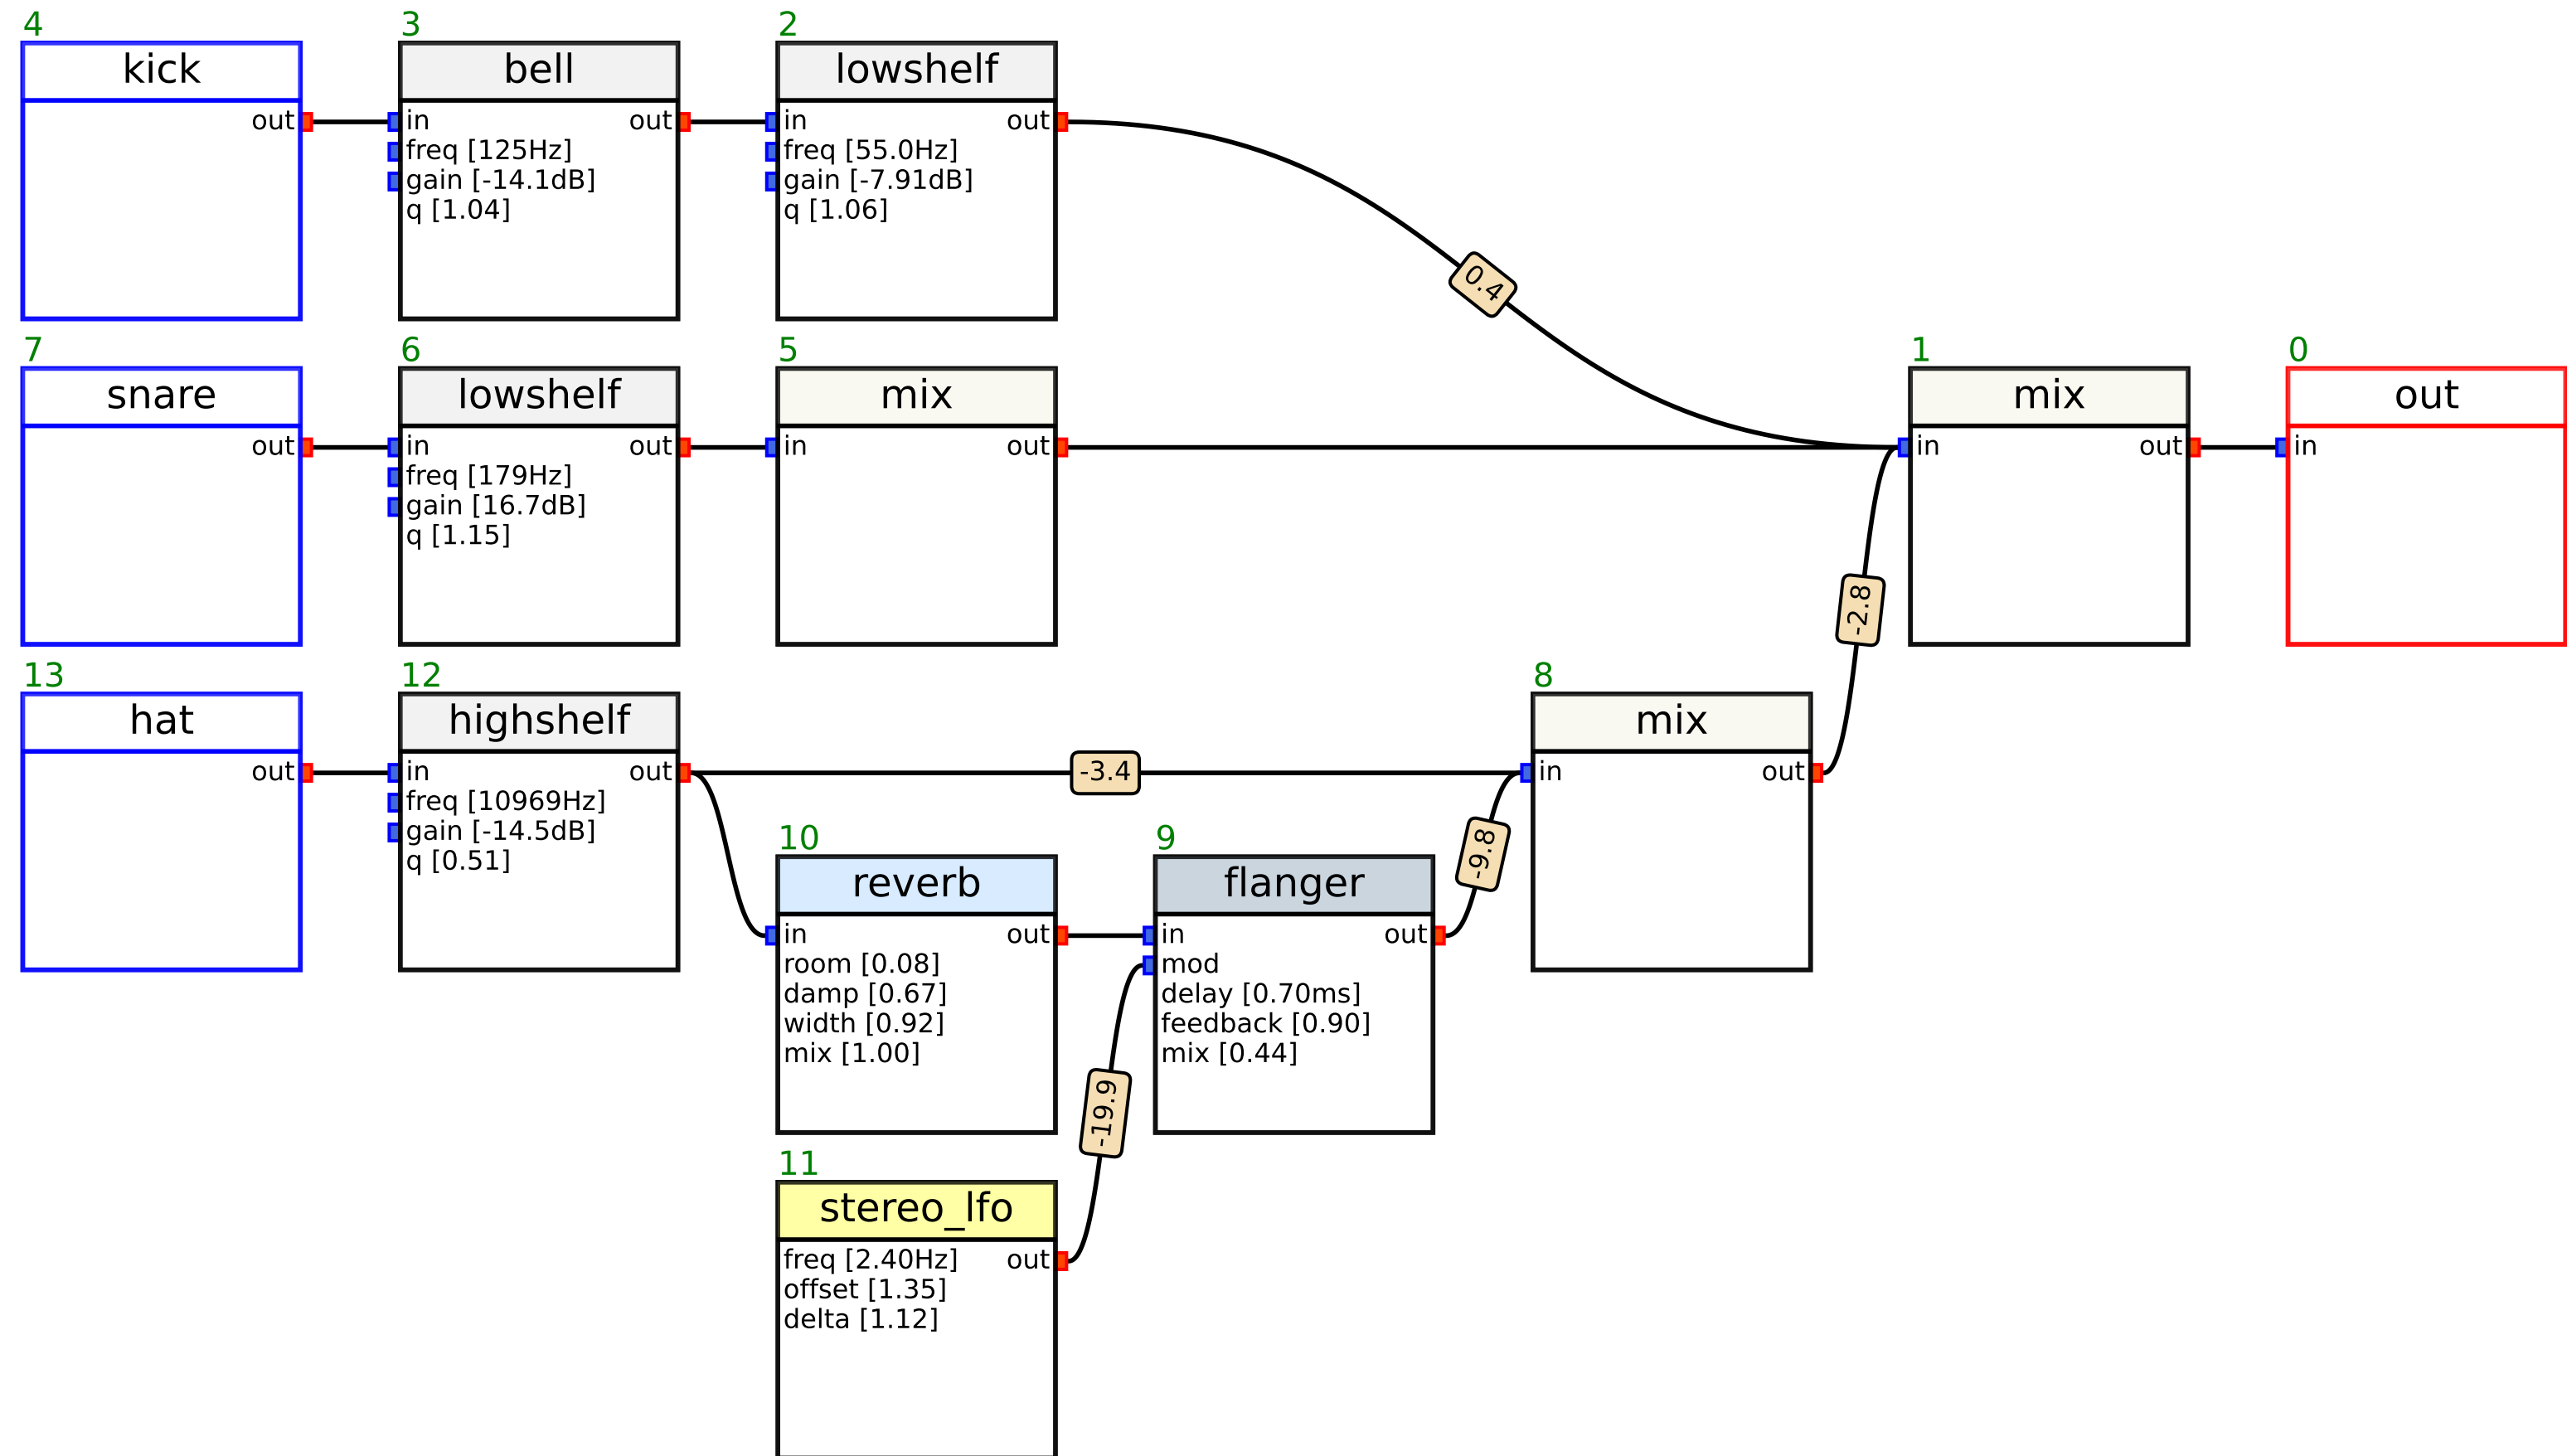 4
kick
out
3
bell
in out
freq [125Hz]
gain [-14.1dB]
q [1.04]
2
lowshelf
in out
freq [55.0Hz]
gain [-7.91dB]
q [1.06]
0.4
7
snare
out
6
lowshelf
in out
freq [179Hz]
gain [16.7dB]
q [1.15]
5
mix
in out
1
mix
in out
0
out
in
-2.8
13
hat
out
12
highshelf
in out
freq [10969Hz]
gain [-14.5dB]
q [0.51]
-3.4
8
mix
in out
10
reverb
in out
room [0.08]
damp [0.67]
width [0.92]
mix [1.00]
9
flanger
in out
mod
delay [0.70ms]
feedback [0.90]
mix [0.44]
-9.8
-19.9
11
stereo_lfo
freq [2.40Hz] out
offset [1.35]
delta [1.12]